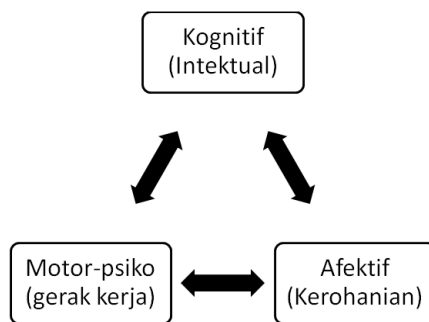 Kognitif
(Intektual)
Motor-psiko
(gerak kerja)
Afektif
(Kerohanian)